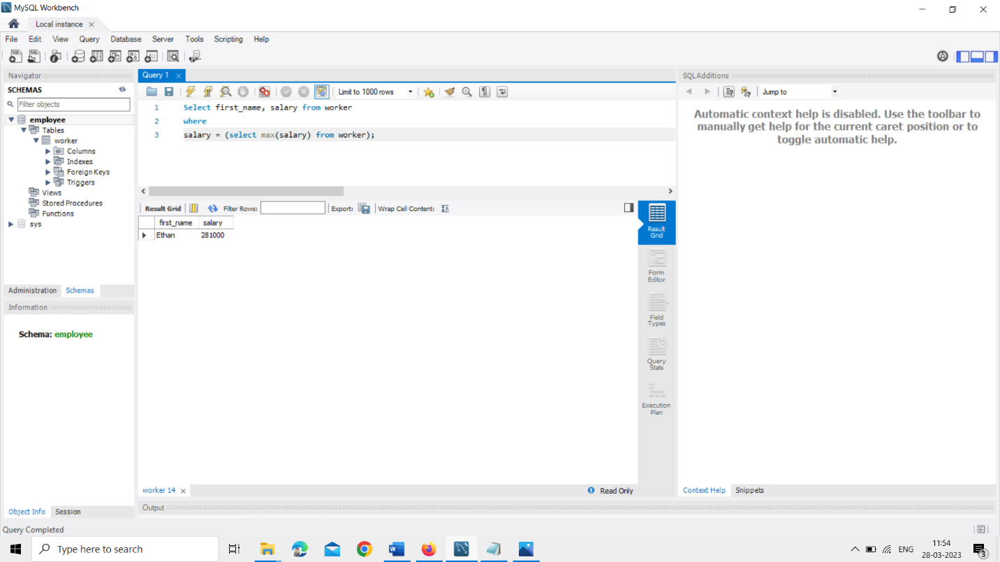 MySQL Workbench
Local instance
File Edit View Query Database Server Tools Scripting Help
Navigator
SCHEMAS
Filter objects
employee
Tables
worker
Columns
Indexes
Foreign Keys
Triggers
Views
Stored Procedures
Functions
sys
Administration Schemas
Information
Schema: employee
Object Info Session
Query 1
Limit to 1000 rows
1 Select first_name, salary from worker
2 where
3 salary = (select max(salary) from worker);
Result Grid Filter Rows: Export: Wrap Cell Content:
first_name salary
Ethan 281000
Result
Grid
Form
Editor
Field
Types
Query
Stats
Execution
Plan
worker 14 Read Only
Output
SQLAdditions
Jump to
Automatic context help is disabled. Use the toolbar to
manually get help for the current caret position or to
toggle automatic help.
Context Help Snippets
Query Completed
Type here to search
ENG
11:54
28-03-2023
3